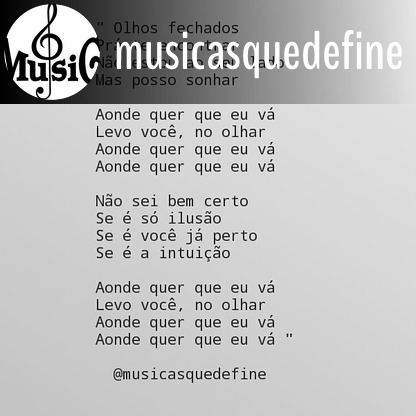 MusiC
musicasquedefine
" Olhos fechados
Mas posso sonhar
Aonde quer que eu vá
Levo você, no olhar
Aonde quer que eu vá
Aonde quer que eu vá
Não sei bem certo
Se é só ilusão
Se é você já perto
Se é a intuição
Aonde quer que eu vá
Levo você, no olhar
Aonde quer que eu vá
Aonde quer que eu vá "
@musicasquedefine